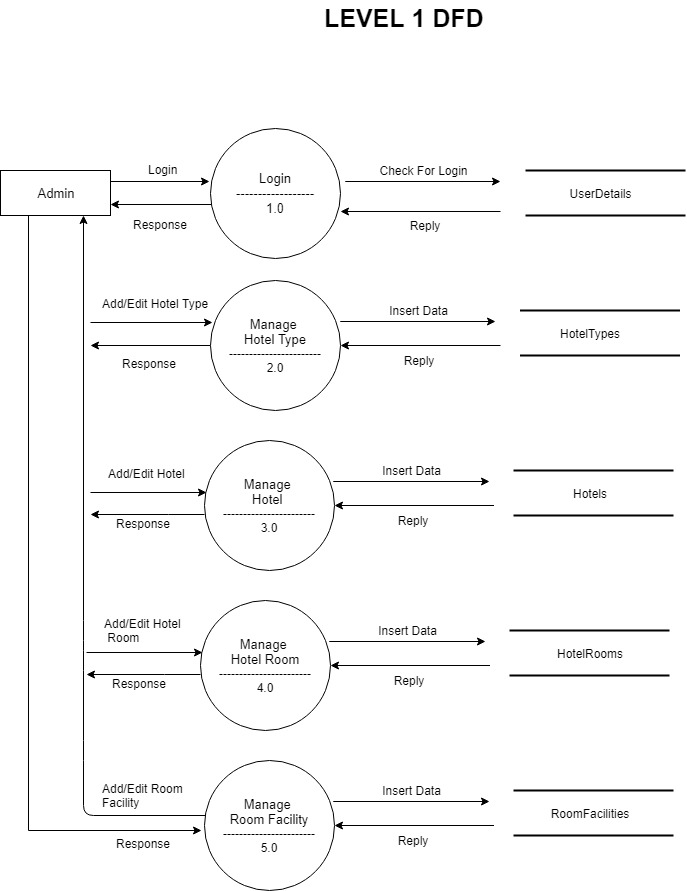 LEVEL 1 DFD
Admin
Login
Response
Login
--------------------
1.0
Check For Login
Reply
UserDetails
Add/Edit Hotel Type
Response
Manage
Hotel Type
-----------------------
2.0
Insert Data
Reply
HotelTypes
Add/Edit Hotel
Response
Manage
Hotel
-----------------------
3.0
Insert Data
Reply
Hotels
Add/Edit Hotel
Room
Response
Manage
Hotel Room
-----------------------
4.0
Insert Data
Reply
HotelRooms
Add/Edit Room
Facility
Response
Manage
Room Facility
-----------------------
5.0
Insert Data
Reply
RoomFacilities